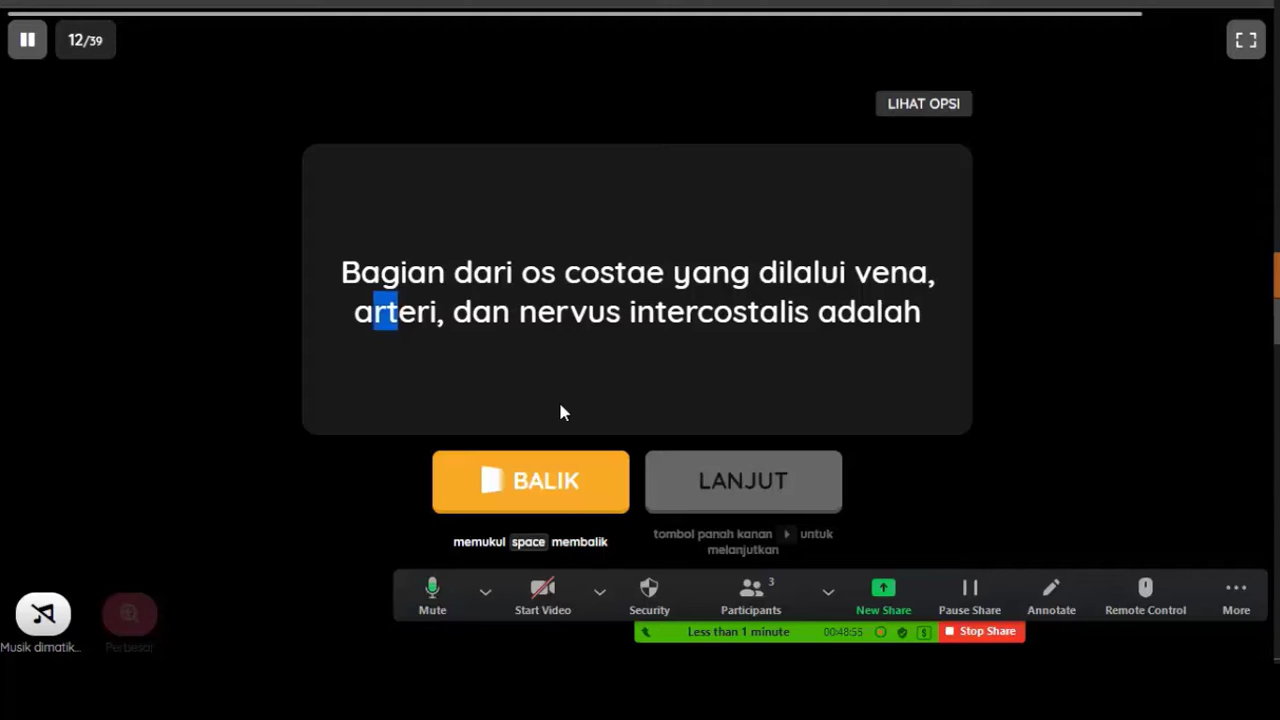 12/39
LIHAT OPSI
Bagian dari os costae yang dilalui vena,
arteri, dan nervus intercostalis adalah
BALIK
LANJUT
memukul space membalik
tombol panah kanan untuk
melanjutkan
Musik dimatik...
Perbesar
Mute
Start Video
Security
Participants
3
New Share
Pause Share
Annotate
Remote Control
More
Less than 1 minute
00:48:55
Stop Share